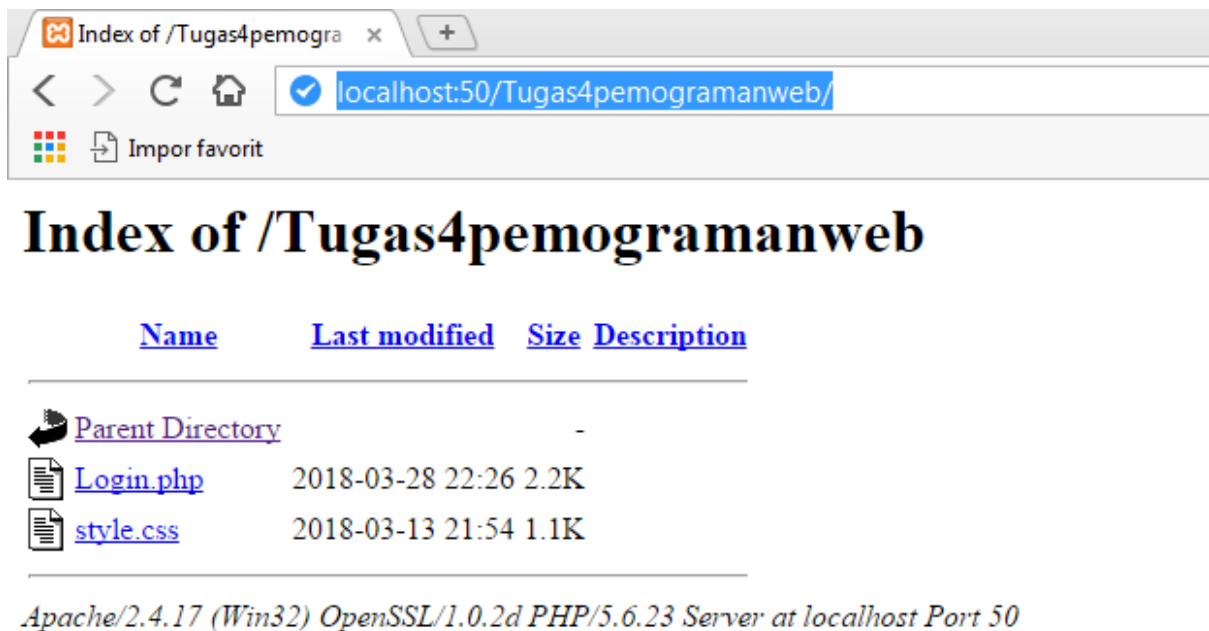 Index of /Tugas4pemogra
localhost:50/Tugas4pemogramanweb/
Impor favorit
Index of /Tugas4pemogramanweb
Name Last modified Size Description
Parent Directory -
Login.php 2018-03-28 22:26 2.2K
style.css 2018-03-13 21:54 1.1K
Apache/2.4.17 (Win32) OpenSSL/1.0.2d PHP/5.6.23 Server at localhost Port 50